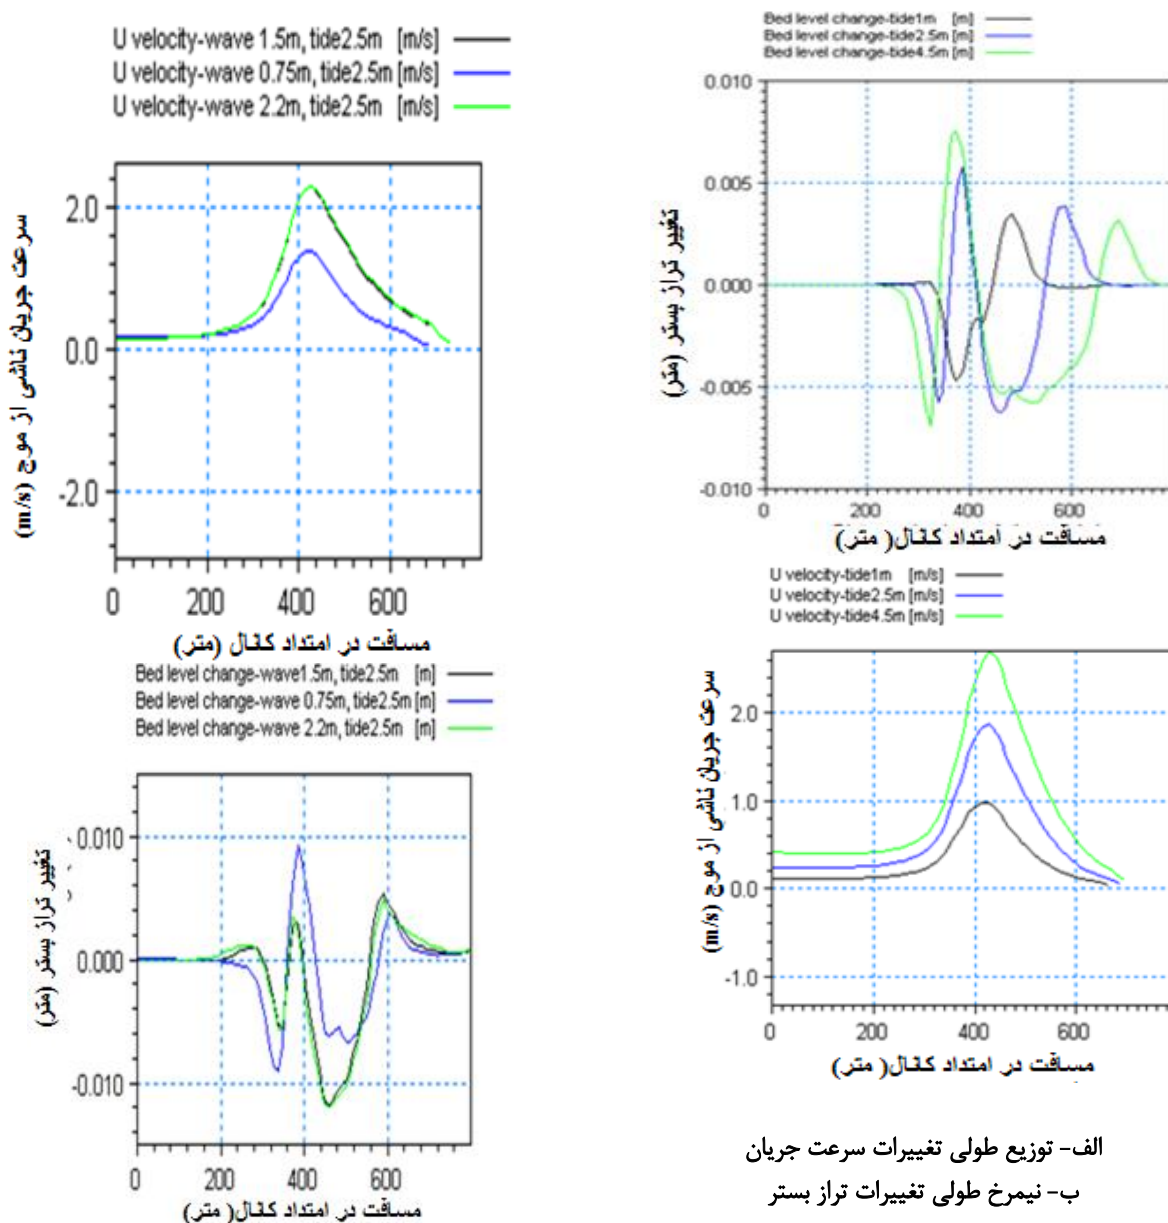 U velocity-wave 1.5m, tide2.5m [m/s]
U velocity-wave 0.75m, tide2.5m [m/s]
U velocity-wave 2.2m, tide2.5m [m/s]
2.0
0.0
-2.0
سرعت جریان ناشی از موج (m/s)
0 200 400 600
مسافت در امتداد کانال (متر)
Bed level change-tide1m [m]
Bed level change-tide2.5m [m]
Bed level change-tide4.5m [m]
0.010
0.005
0.000
-0.005
-0.010
تغییر تراز بستر (متر)
0 200 400 600
مسافت در امتداد کانال( متر)
Bed level change-wave1.5m, tide2.5m [m]
Bed level change-wave 0.75m, tide2.5m [m]
Bed level change-wave 2.2m, tide2.5m [m]
0.010
0.000
-0.010
تغییر تراز بستر (متر)
0 200 400 600
مسافت در امتداد کانال( متر)
U velocity-tide1m [m/s]
U velocity-tide2.5m [m/s]
U velocity-tide4.5m [m/s]
2.0
1.0
0.0
-1.0
سرعت جریان ناشی از موج (m/s)
0 200 400 600
مسافت در امتداد کانال( متر)
الف- توزیع طولی تغییرات سرعت جریان
ب- نیمرخ طولی تغییرات تراز بستر